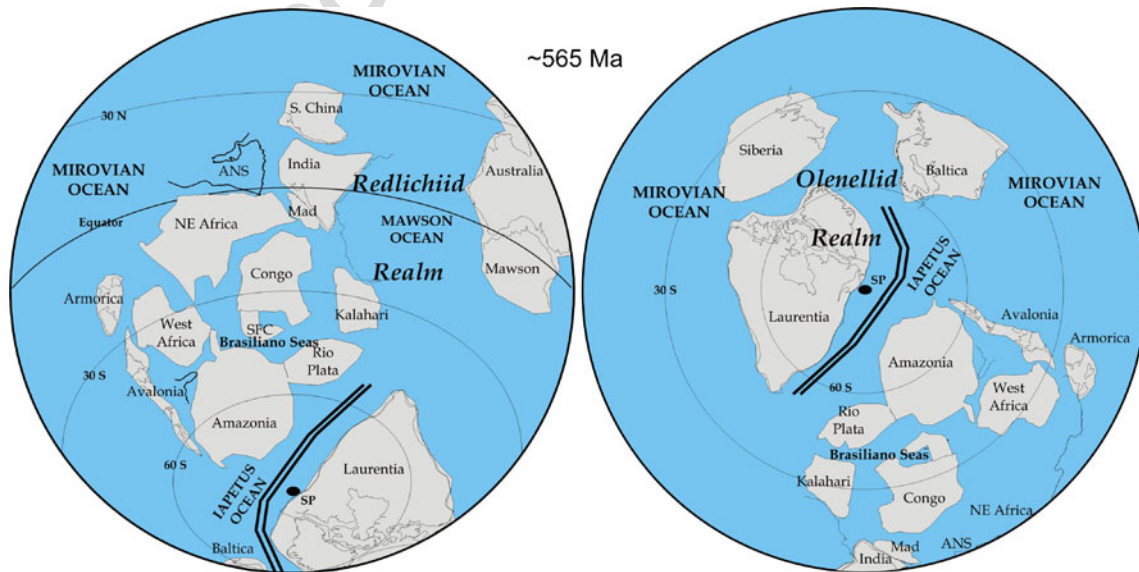 ~565 Ma
MIROVIAN
OCEAN
30 N
S. China
MIROVIAN
OCEAN
ANS
India
Redlichiid
Australia
Equator
NE Africa
Mad
MAWSON
OCEAN
Congo
Realm
Mawson
Armorica
West
Africa
Kalahari
SFC
Brasiliano Seas
Rio
Plata
30 S
Avalonia
Amazonia
60 S
Laurentia
IAPETUS
OCEAN
SP
Baltica
Siberia
Baltica
MIROVIAN
OCEAN
Olenellid
MIROVIAN
OCEAN
Realm
30 S
SP
IAPETUS
OCEAN
Laurentia
Avalonia
Armorica
Amazonia
60 S
West
Africa
Rio
Plata
Brasiliano Seas
Kalahari
Congo
NE Africa
Mad
ANS
India